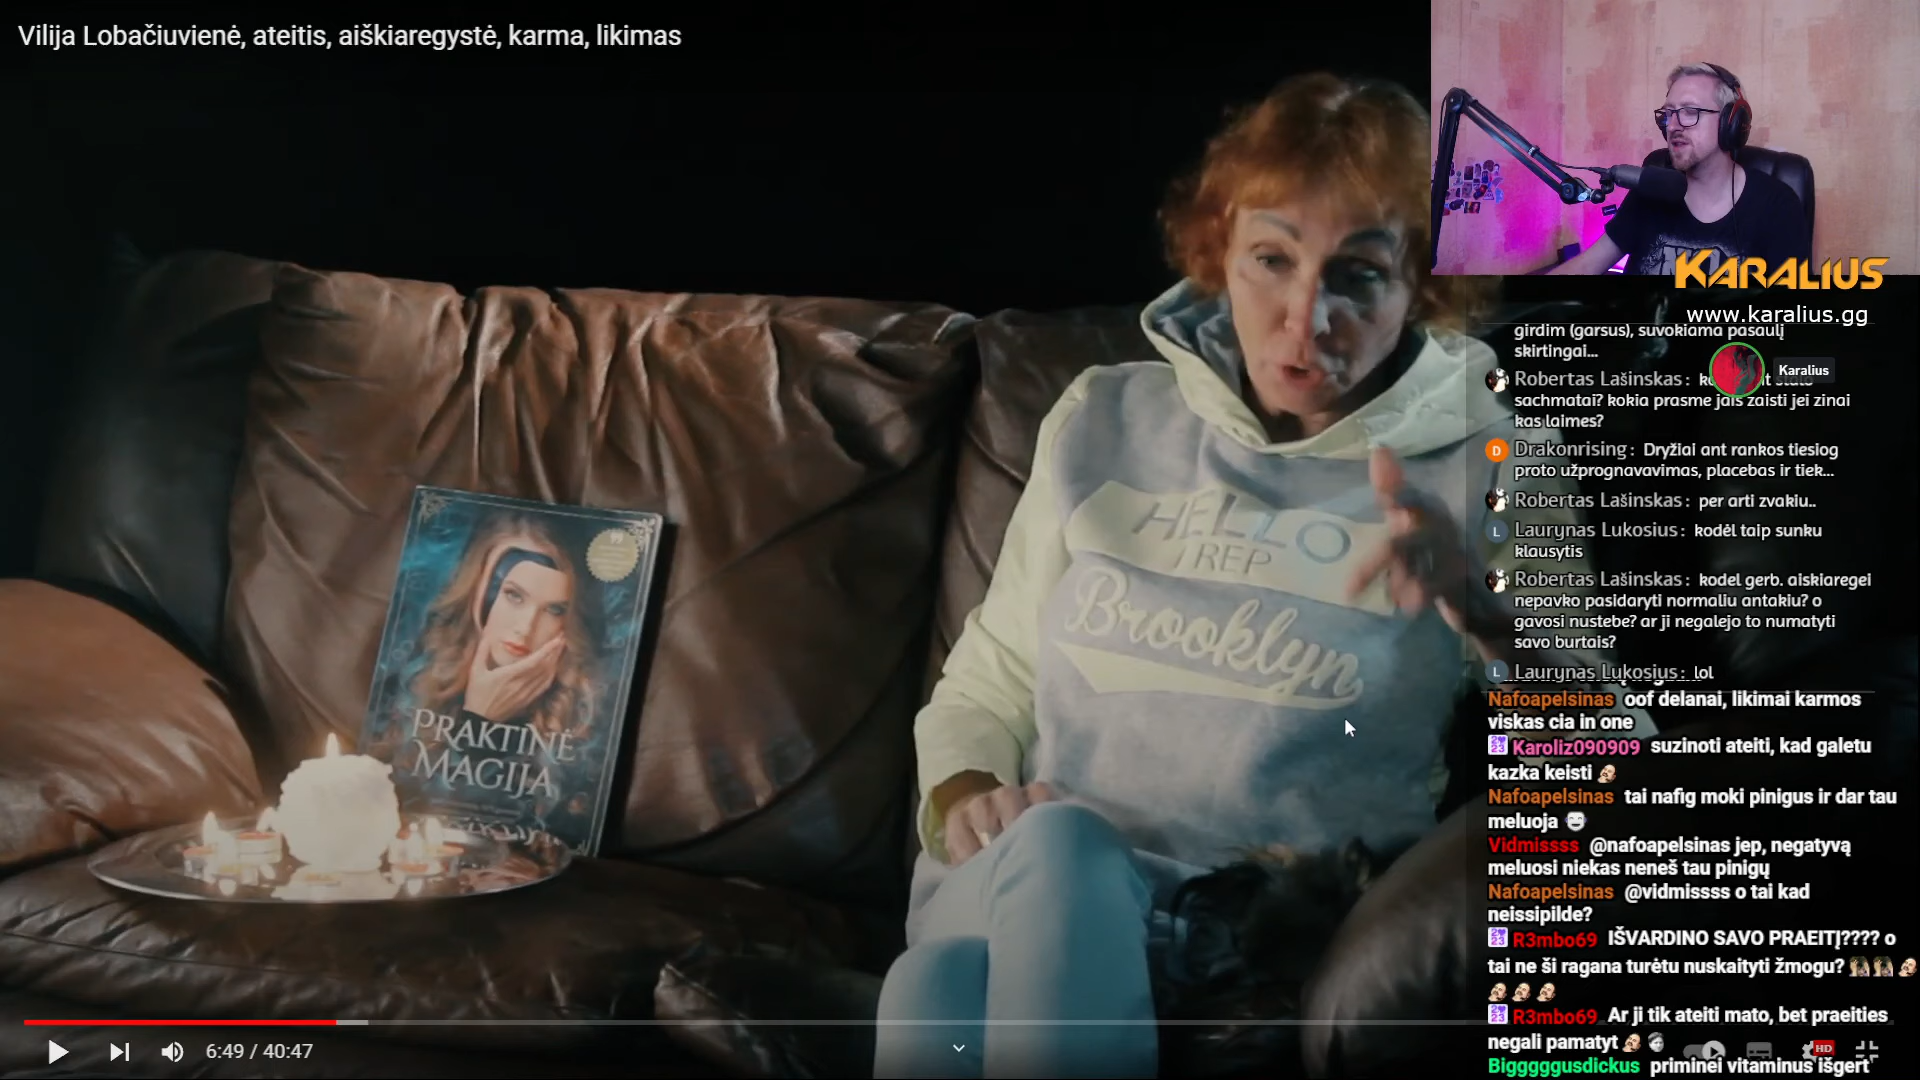 Vilija Lobačiuvienė, ateitis, aiškiaregystė, karma, likimas
KARALIUS
www.karalius.gg
girdim (garsus), suvokiama pasaulį
skirtingai...
Karalius
Robertas Lašinskas:
sachmatai? kokia prasme jais zaisti jei zinai
kas laimes?
Drakonrising: Dryžiai ant rankos tiesiog
proto užprognavavimas, placebas ir tiek...
Robertas Lašinskas: per arti zvakiu..
Laurynas Lukosius: kodėl taip sunku
klausytis
Robertas Lašinskas: kodel gerb. aiskiaregei
nepavko pasidaryti normaliu antakiu? o
gavosi nustebe? ar ji negalejo to numatyti
savo burtais?
Laurynas Lukosius: lol
Nafoapelsinas oof delanai, likimai karmos
viskas cia in one
Karoliz090909 suzinoti ateiti, kad galetu
kazka keisti
Nafoapelsinas tai nafig moki pinigus ir dar tau
meluoja
Vidmissss @nafoapelsinas jep, negatyvą
meluosi niekas neneš tau pinigų
Nafoapelsinas @vidmissss o tai kad
neissipilde?
R3mbo69 IŠVARDINO SAVO PRAEITĮ???? o
tai ne ši ragana turėtu nuskaityti žmogu?
R3mbo69 Ar ji tik ateiti mato, bet praeities
negali pamatyt
Bigggggusdickus priminei vitaminus išgert
HELLO
I REP
Brooklyn
PRAKTINĖ
MAGIJA
6:49 / 40:47
HD